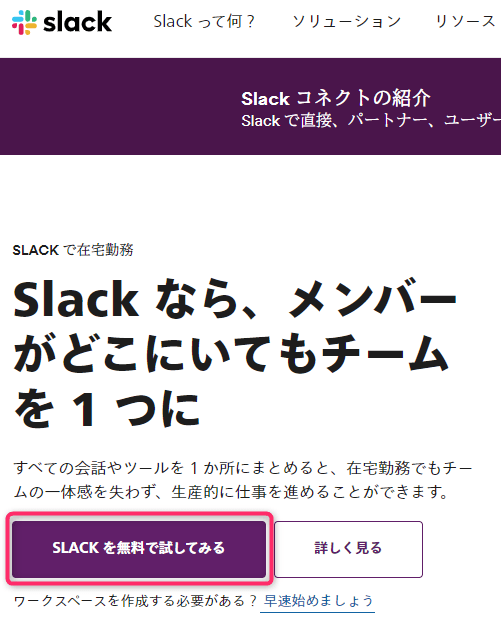 slack Slack って何？ ソリューション リソース
Slack コネクトの紹介
Slack で直接、パートナー、ユーザー
SLACK で在宅勤務
Slack なら、メンバー
がどこにいてもチーム
を 1 つに
すべての会話やツールを 1 か所にまとめると、在宅勤務でもチー
ムの一体感を失わず、生産的に仕事を進めることができます。
SLACK を無料で試してみる 詳しく見る
ワークスペースを作成する必要がある？ 早速始めましょう